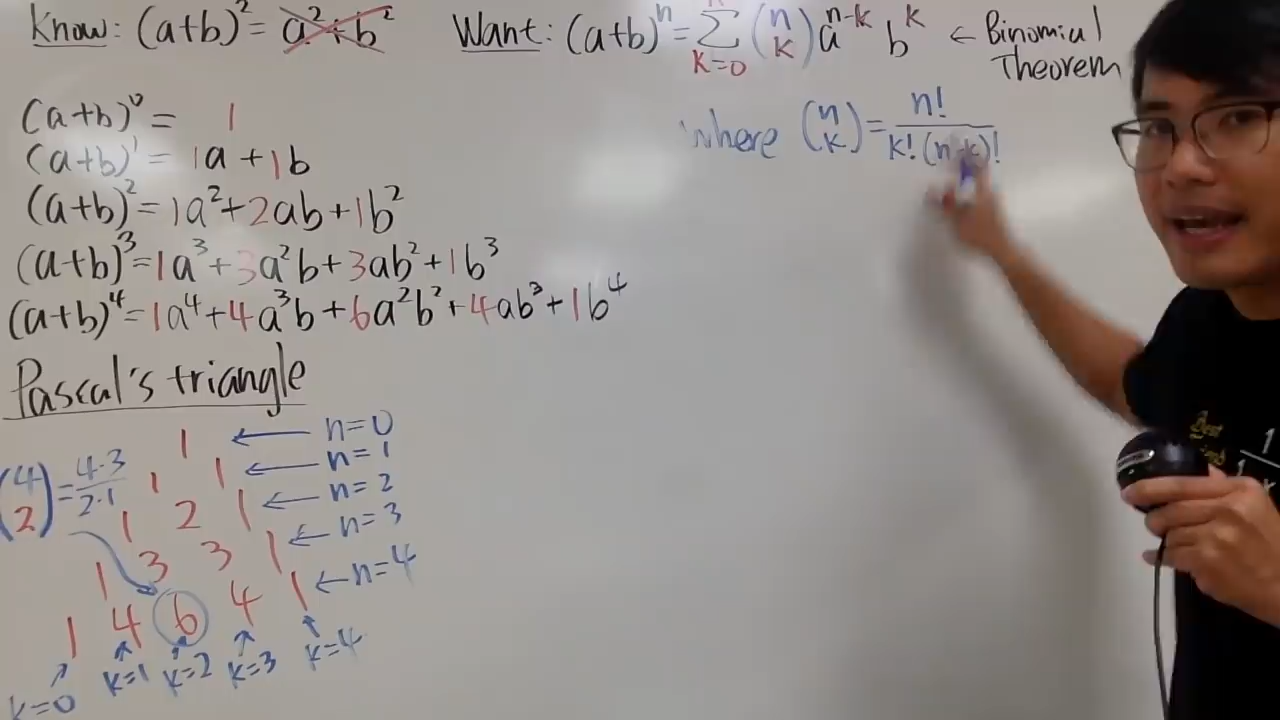 Know: (a+b)² = a²+b²
Want: (a+b)ⁿ = ∑ (n k) aⁿ⁻ᵏ bᵏ ← Binomial Theorem
k=0
where (n k) = n! / k!(n-k)!
(a+b)⁰ = 1
(a+b)¹ = 1a + 1b
(a+b)² = 1a² + 2ab + 1b²
(a+b)³ = 1a³ + 3a²b + 3ab² + 1b³
(a+b)⁴ = 1a⁴ + 4a³b + 6a²b² + 4ab³ + 1b⁴
Pascal's triangle
1 ← n=0
1 1 ← n=1
(4 2) = 4·3 / 2·1
1 2 1 ← n=2
1 3 3 1 ← n=3
1 4 6 4 1 ← n=4
k=0 k=1 k=2 k=3 k=4